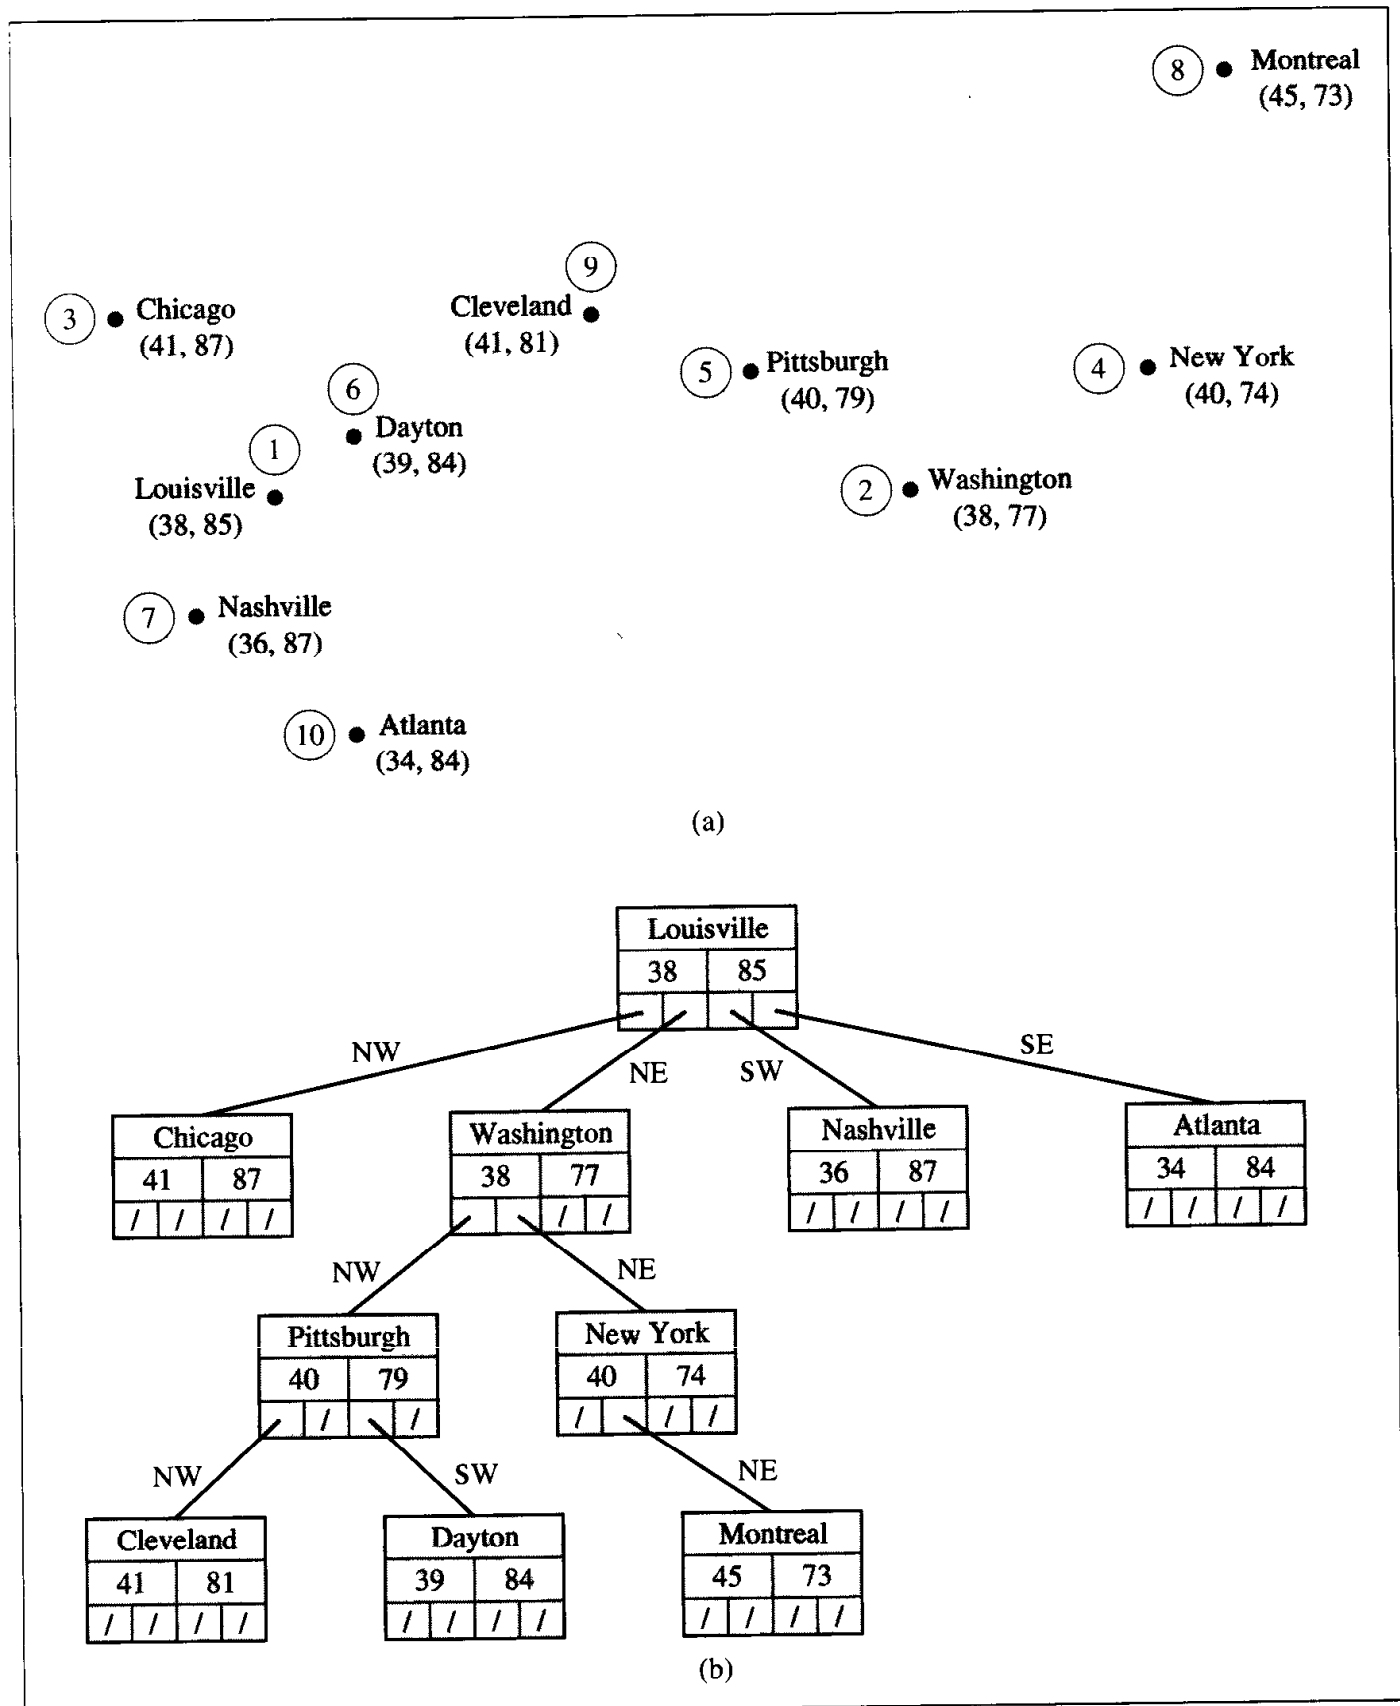 8 Montreal
(45, 73)
9
3 Chicago
(41, 87)
Cleveland
(41, 81)
5 Pittsburgh
(40, 79)
4 New York
(40, 74)
6
Dayton
(39, 84)
1
Louisville
(38, 85)
2 Washington
(38, 77)
7 Nashville
(36, 87)
10 Atlanta
(34, 84)
(a)
Louisville
38 85
NW NE SW SE
Chicago
41 87
/ / / /
Washington
38 77
/ /
Nashville
36 87
/ / / /
Atlanta
34 84
/ / / /
NW NE
Pittsburgh
40 79
/ /
New York
40 74
/ / /
NW SW NE
Cleveland
41 81
/ / / /
Dayton
39 84
/ / / /
Montreal
45 73
/ / / /
(b)